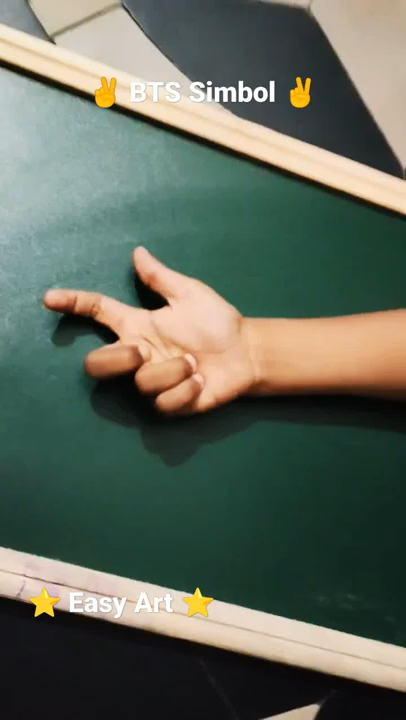 ✌ BTS Simbol ✌
⭐ Easy Art ⭐